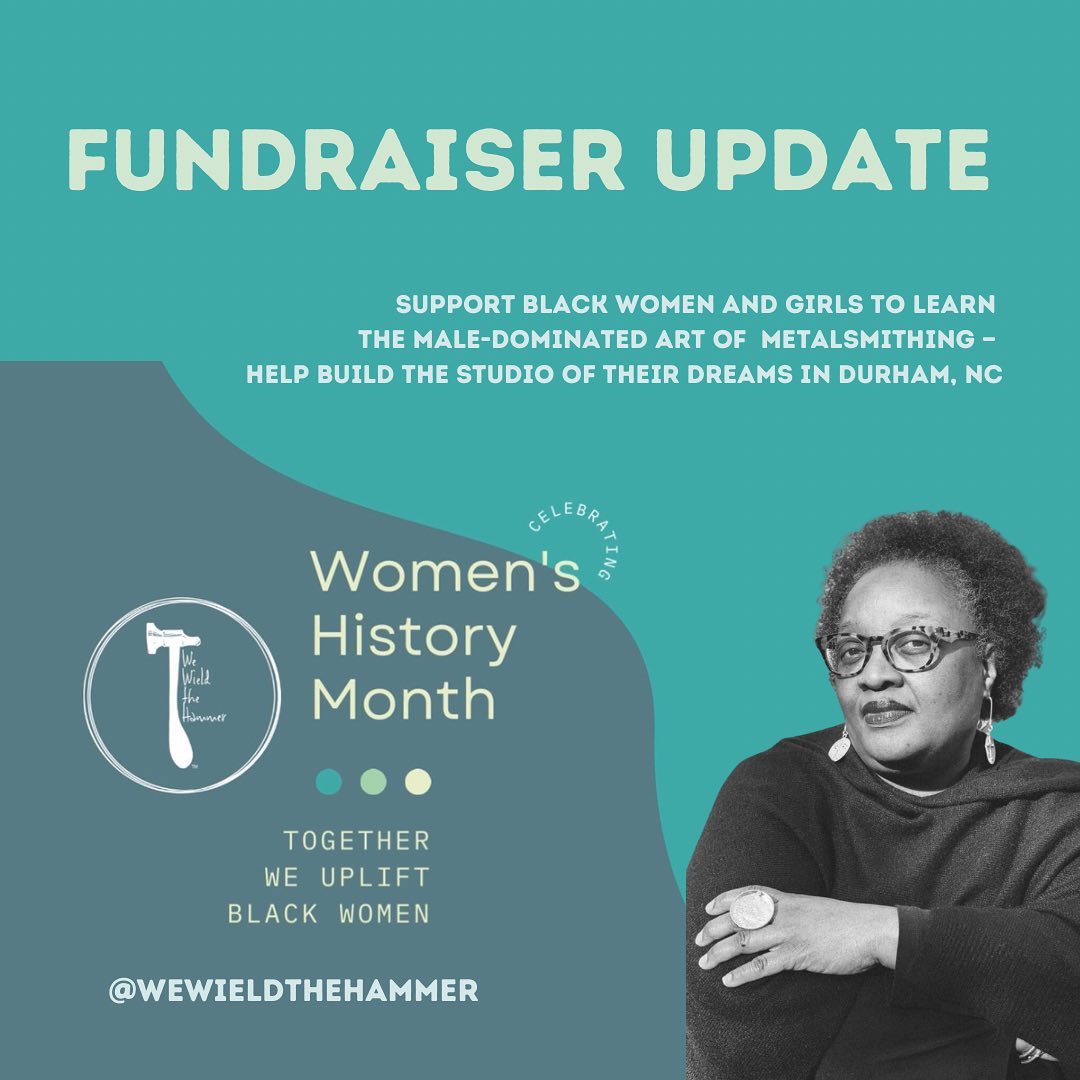 FUNDRAISER UPDATE
SUPPORT BLACK WOMEN AND GIRLS TO LEARN
THE MALE-DOMINATED ART OF METALSMITHING –
HELP BUILD THE STUDIO OF THEIR DREAMS IN DURHAM, NC
CELEBRATING
Women's
History
Month
We
Wield
the
Hammer
TM
TOGETHER
WE UPLIFT
BLACK WOMEN
@WEWIELDTHEHAMMER